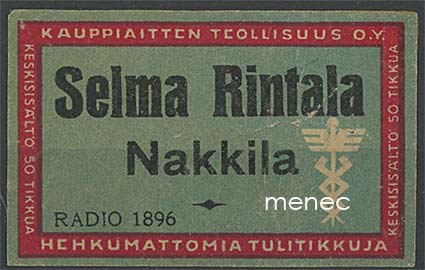 KAUPPIAITTEN TEOLLISUUS O.Y.
KESKISISÄLTÖ 50 TIKKUA
Selma Rintala
Nakkila
menec
RADIO 1896
KESKISISÄLTÖ 50 TIKKUA
HEHKUMATTOMIA TULITIKKUJA